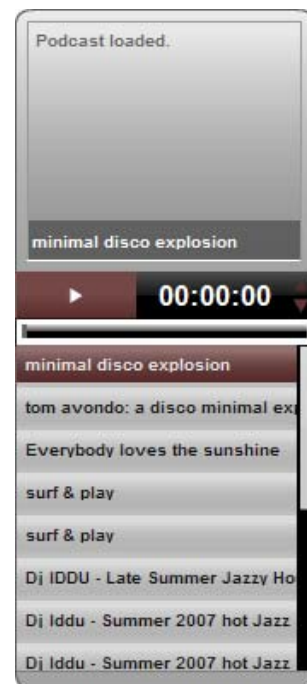 Podcast loaded.
minimal disco explosion
00:00:00
minimal disco explosion
tom avondo: a disco minimal exp
Everybody loves the sunshine
surf & play
surf & play
Dj IDDU - Late Summer Jazzy Ho
Dj Iddu - Summer 2007 hot Jazz
Dj Iddu - Summer 2007 hot Jazz